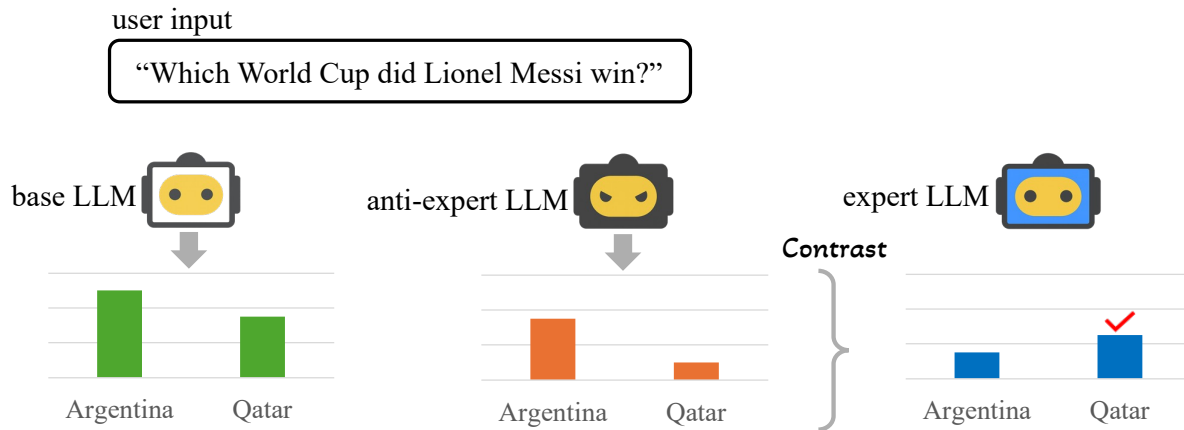 user input
“Which World Cup did Lionel Messi win?”
base LLM
anti-expert LLM
expert LLM
Contrast
Argentina
Qatar
Argentina
Qatar
Argentina
Qatar